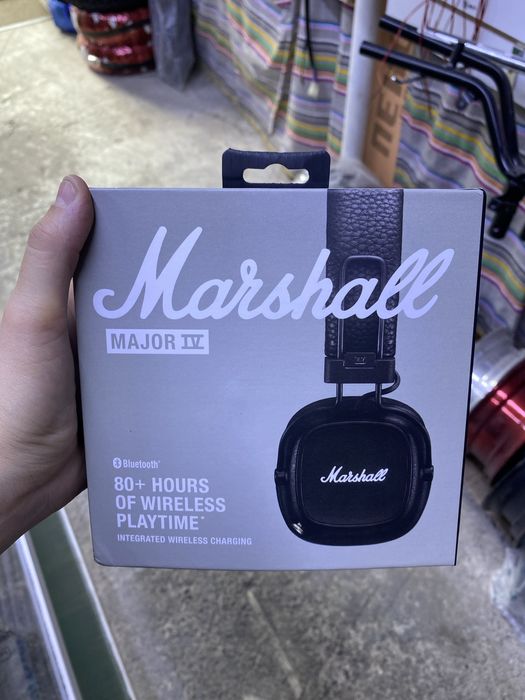 Marshall
MAJOR IV
Bluetooth®
80+ HOURS
OF WIRELESS
PLAYTIME*
INTEGRATED WIRELESS CHARGING
Marshall